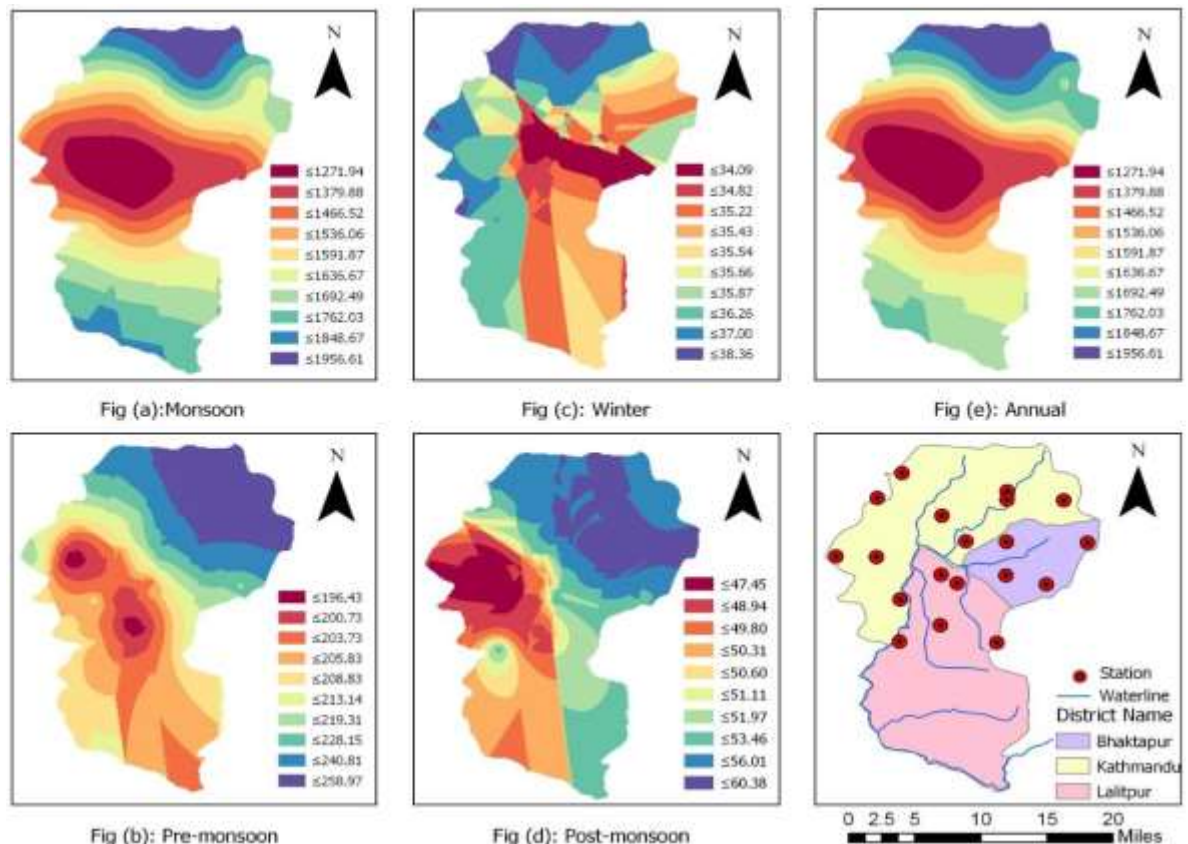 N
≤1271.94
≤1379.88
≤1466.52
≤1536.06
≤1591.87
≤1636.67
≤1692.49
≤1762.03
≤1848.67
≤1956.61
Fig (a):Monsoon
N
≤34.09
≤34.82
≤35.22
≤35.43
≤35.54
≤35.66
≤35.87
≤36.26
≤37.00
≤38.36
Fig (c): Winter
N
≤1271.94
≤1379.88
≤1466.52
≤1536.06
≤1591.87
≤1636.67
≤1692.49
≤1762.03
≤1848.67
≤1956.61
Fig (e): Annual
N
≤196.43
≤200.73
≤203.73
≤205.83
≤208.83
≤213.14
≤219.31
≤228.15
≤240.81
≤258.97
Fig (b): Pre-monsoon
N
≤47.45
≤48.94
≤49.80
≤50.31
≤50.60
≤51.11
≤51.97
≤53.46
≤56.01
≤60.38
Fig (d): Post-monsoon
N
Station
Waterline
District Name
Bhaktapur
Kathmandu
Lalitpur
0 2.5 5 10 15 20
Miles